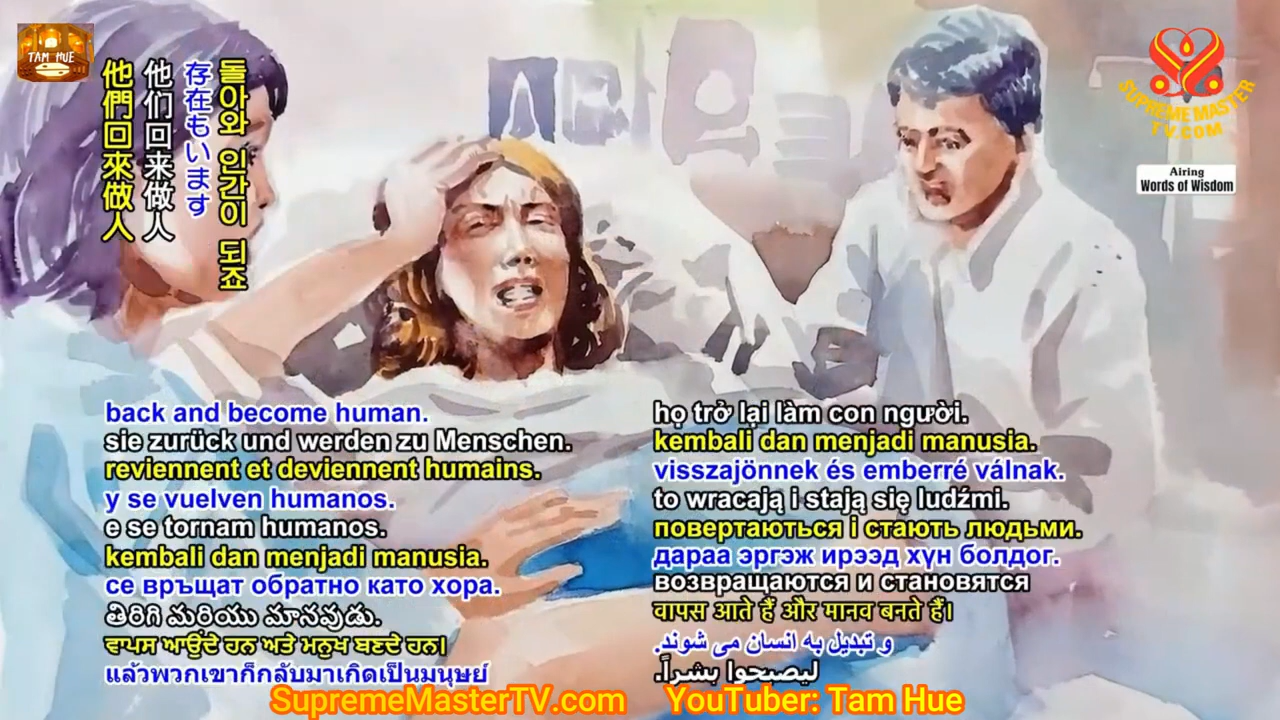 TAM HUE
他們回來做人
他们回来做人
存在もいます
돌아와 인간이 되죠
SUPREME MASTER
TV.COM
Airing
Words of Wisdom
back and become human.
sie zurück und werden zu Menschen.
reviennent et deviennent humains.
y se vuelven humanos.
e se tornam humanos.
kembali dan menjadi manusia.
се връщат обратно като хора.
తిరిగి మరియు మానవుడు.
ਵਾਪਸ ਆਉਂਦੇ ਹਨ ਅਤੇ ਮਨੁਖ ਬਣਦੇ ਹਨ।
แล้วพวกเขาก็กลับมาเกิดเป็นมนุษย์
họ trở lại làm con người.
kembali dan menjadi manusia.
visszajönnek és emberré válnak.
to wracają i stają się ludźmi.
повертаються і стають людьми.
дараа эргэж ирээд хүн болдог.
возвращаются и становятся
वापस आते हैं और मानव बनते हैं।
و تبدیل به انسان می شوند.
ليصبحوا بشراً.
SupremeMasterTV.com YouTuber: Tam Hue